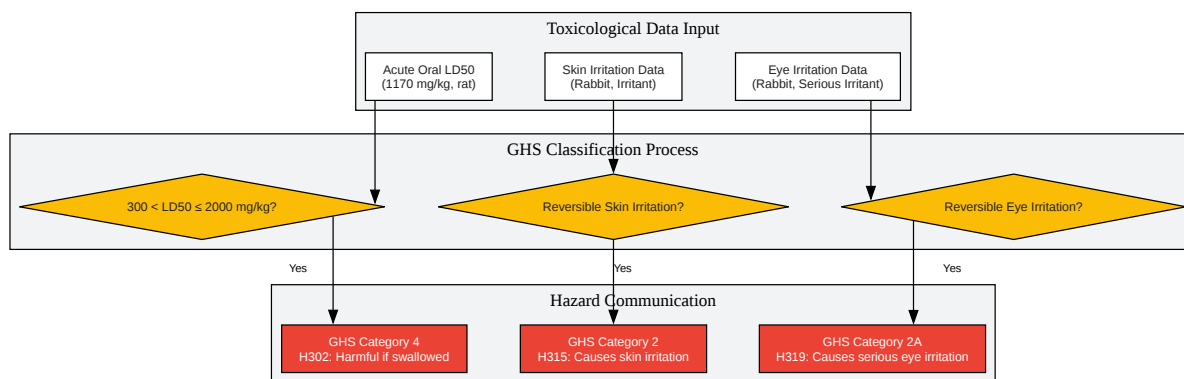 Toxicological Data Input
Acute Oral LD50
(1170 mg/kg, rat)
Skin Irritation Data
(Rabbit, Irritant)
Eye Irritation Data
(Rabbit, Serious Irritant)
GHS Classification Process
300 < LD50 ≤ 2000 mg/kg?
Reversible Skin Irritation?
Reversible Eye Irritation?
Yes
Yes
Yes
Hazard Communication
GHS Category 4
H302: Harmful if swallowed
GHS Category 2
H315: Causes skin irritation
GHS Category 2A
H319: Causes serious eye irritation